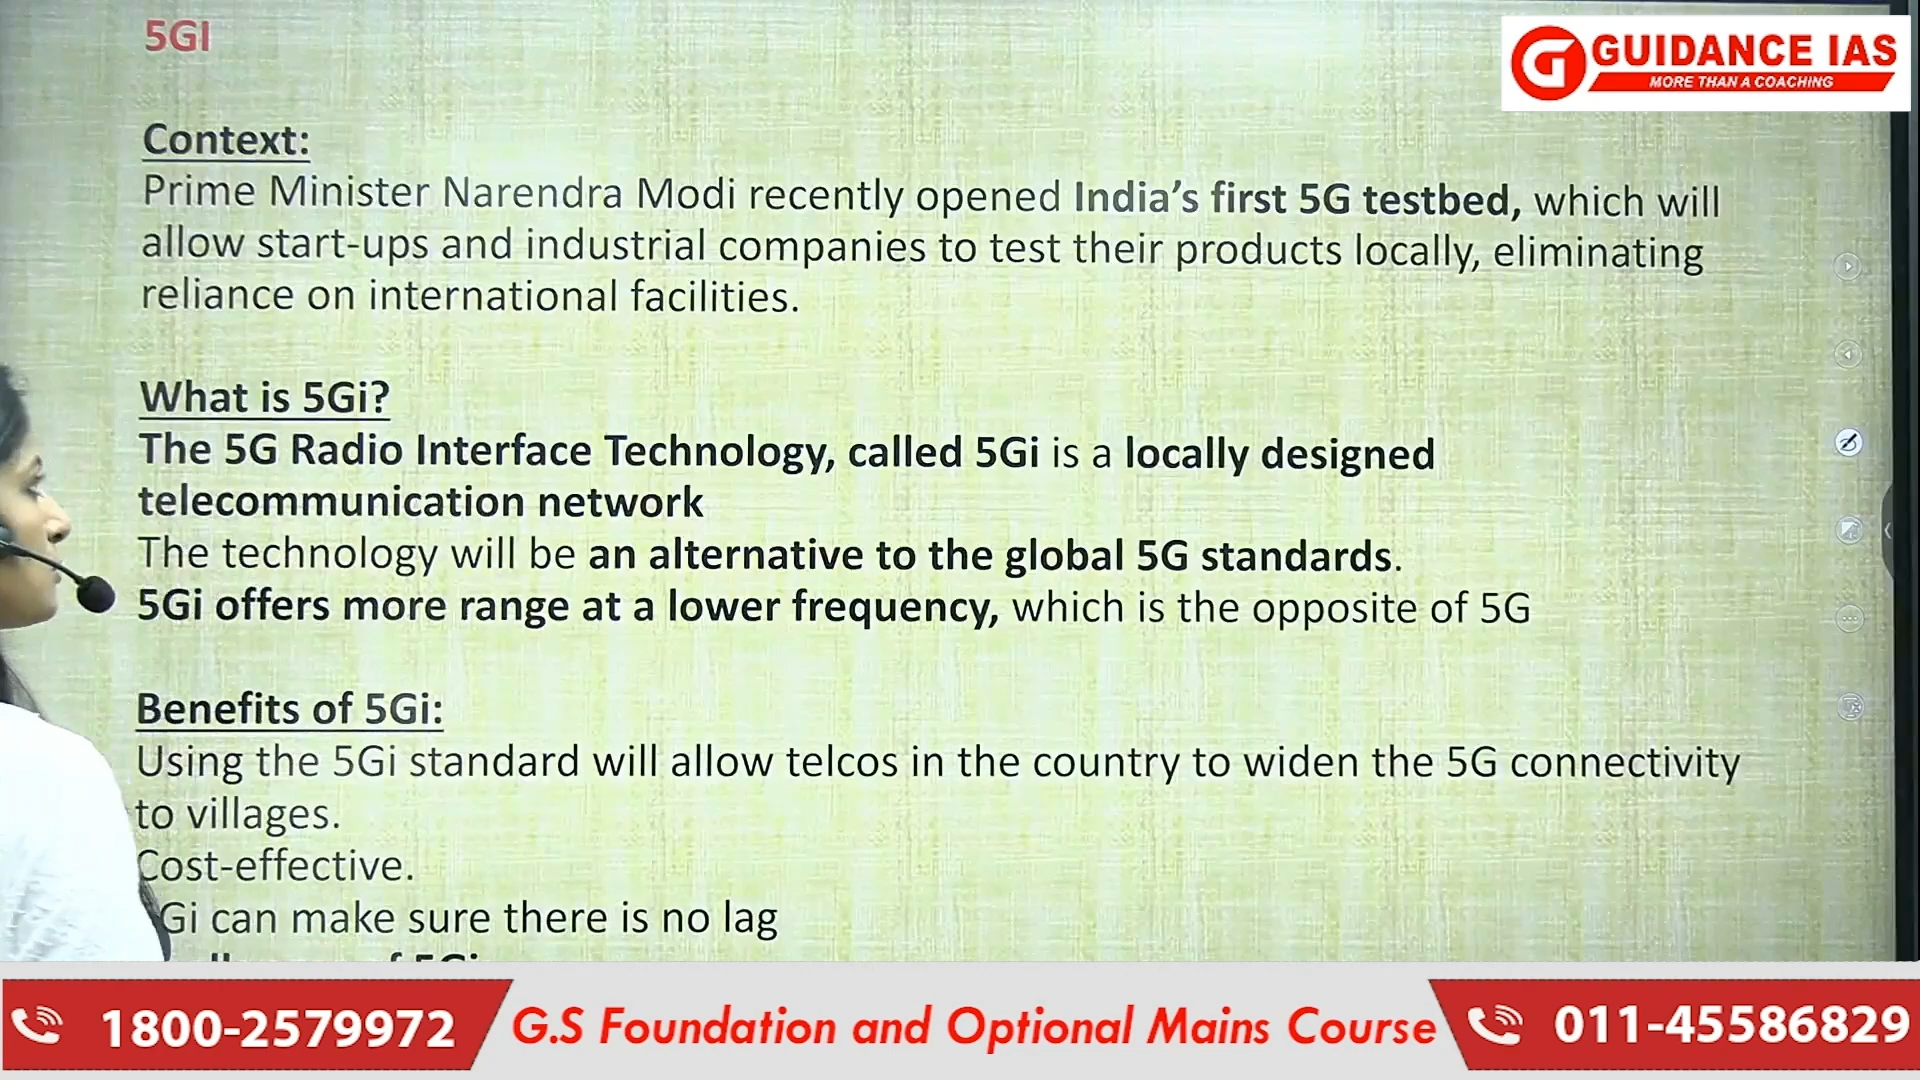 5GI
GUIDANCE IAS
MORE THAN A COACHING
Context:
Prime Minister Narendra Modi recently opened India's first 5G testbed, which will
allow start-ups and industrial companies to test their products locally, eliminating
reliance on international facilities.
What is 5Gi?
The 5G Radio Interface Technology, called 5Gi is a locally designed
telecommunication network
The technology will be an alternative to the global 5G standards.
5Gi offers more range at a lower frequency, which is the opposite of 5G
Benefits of 5Gi:
Using the 5Gi standard will allow telcos in the country to widen the 5G connectivity
to villages.
Cost-effective.
Gi can make sure there is no lag
1800-2579972
G.S Foundation and Optional Mains Course
011-45586829